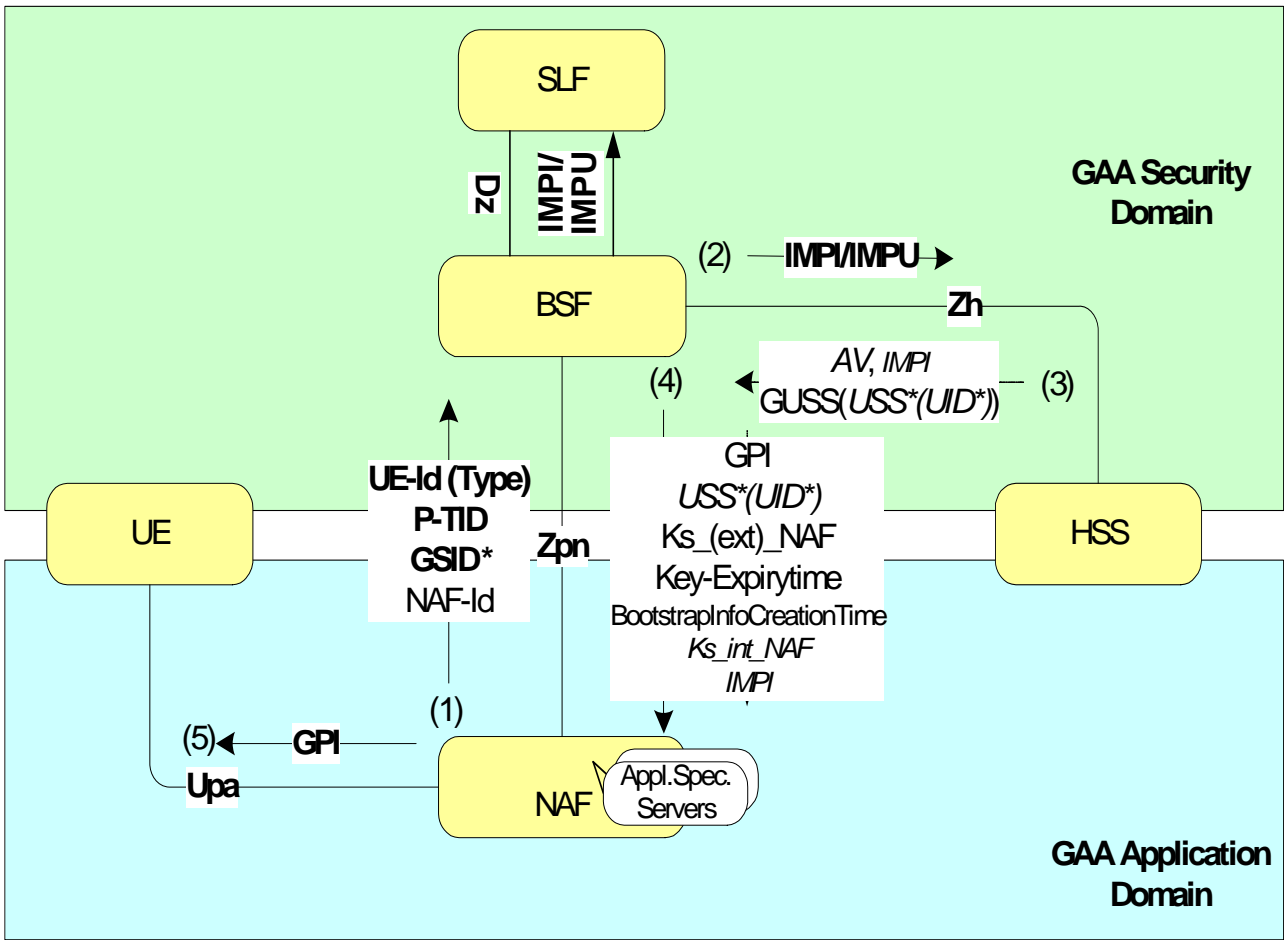 SLF
Dz
IMPI/
IMPU
GAA Security
Domain
(2)
IMPI/IMPU
BSF
Zh
(4)
AV, IMPI
GUSS(USS*(UID*))
(3)
UE-Id (Type)
P-TID
GSID*
NAF-Id
Zpn
GPI
USS*(UID*)
Ks_(ext)_NAF
Key-Expirytime
BootstrapInfoCreationTime
Ks_int_NAF
IMPI
UE
HSS
(1)
(5)
GPI
Upa
NAF
Appl.Spec.
Servers
GAA Application
Domain